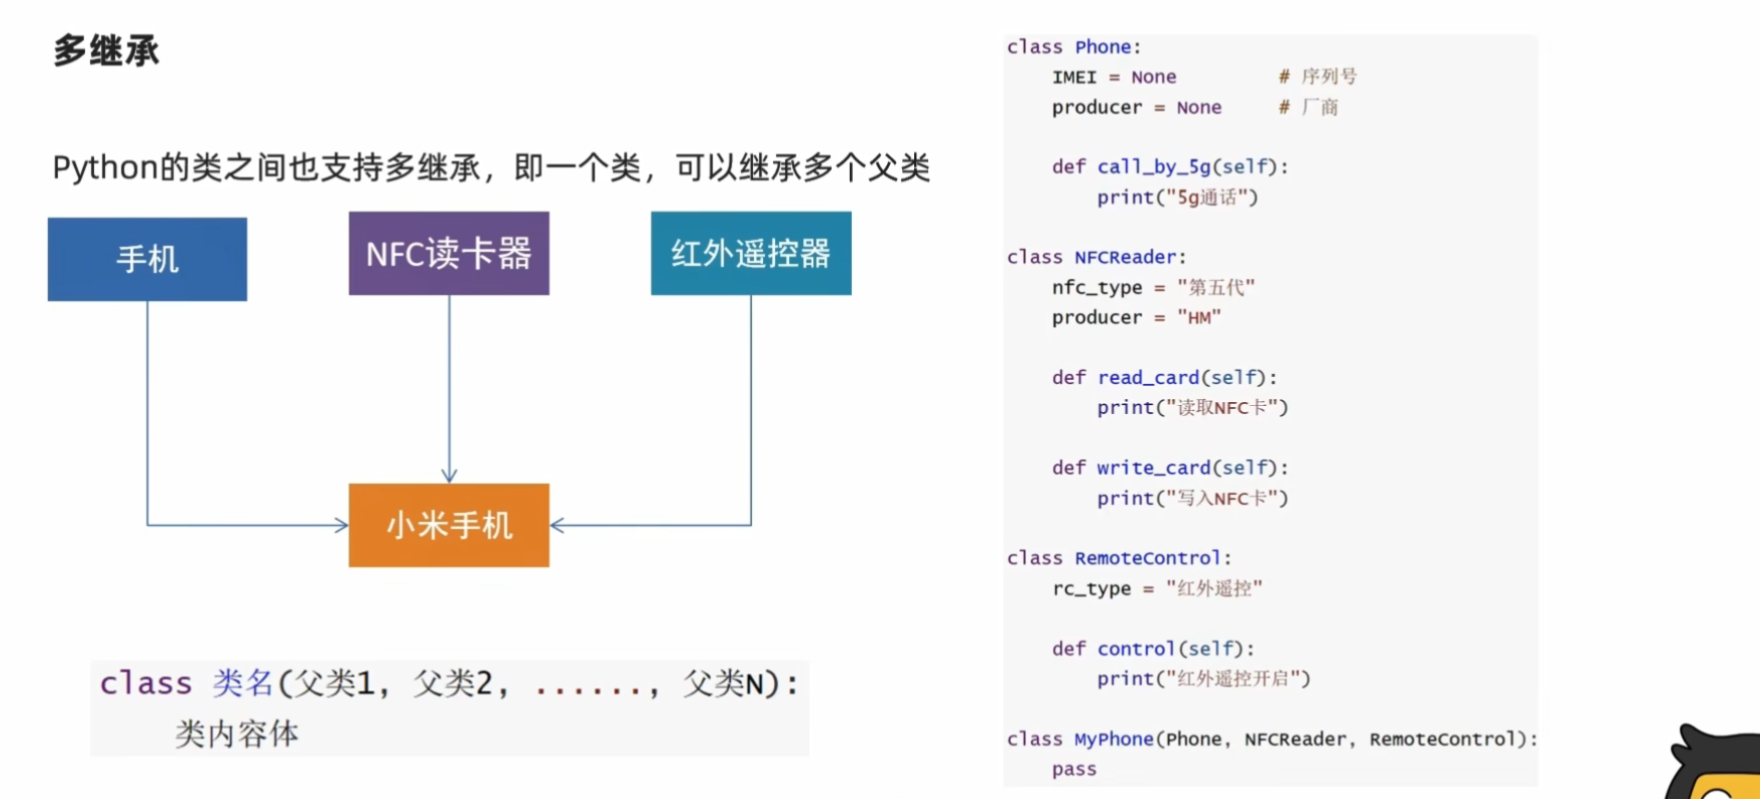 多继承
Python的类之间也支持多继承，即一个类，可以继承多个父类
手机
NFC读卡器
红外遥控器
小米手机
class 类名(父类1, 父类2, ......, 父类N):
    类内容体
class Phone:
    IMEI = None         # 序列号
    producer = None     # 厂商

    def call_by_5g(self):
        print("5g通话")

class NFCReader:
    nfc_type = "第五代"
    producer = "HM"

    def read_card(self):
        print("读取NFC卡")

    def write_card(self):
        print("写入NFC卡")

class RemoteControl:
    rc_type = "红外遥控"

    def control(self):
        print("红外遥控开启")

class MyPhone(Phone, NFCReader, RemoteControl):
    pass